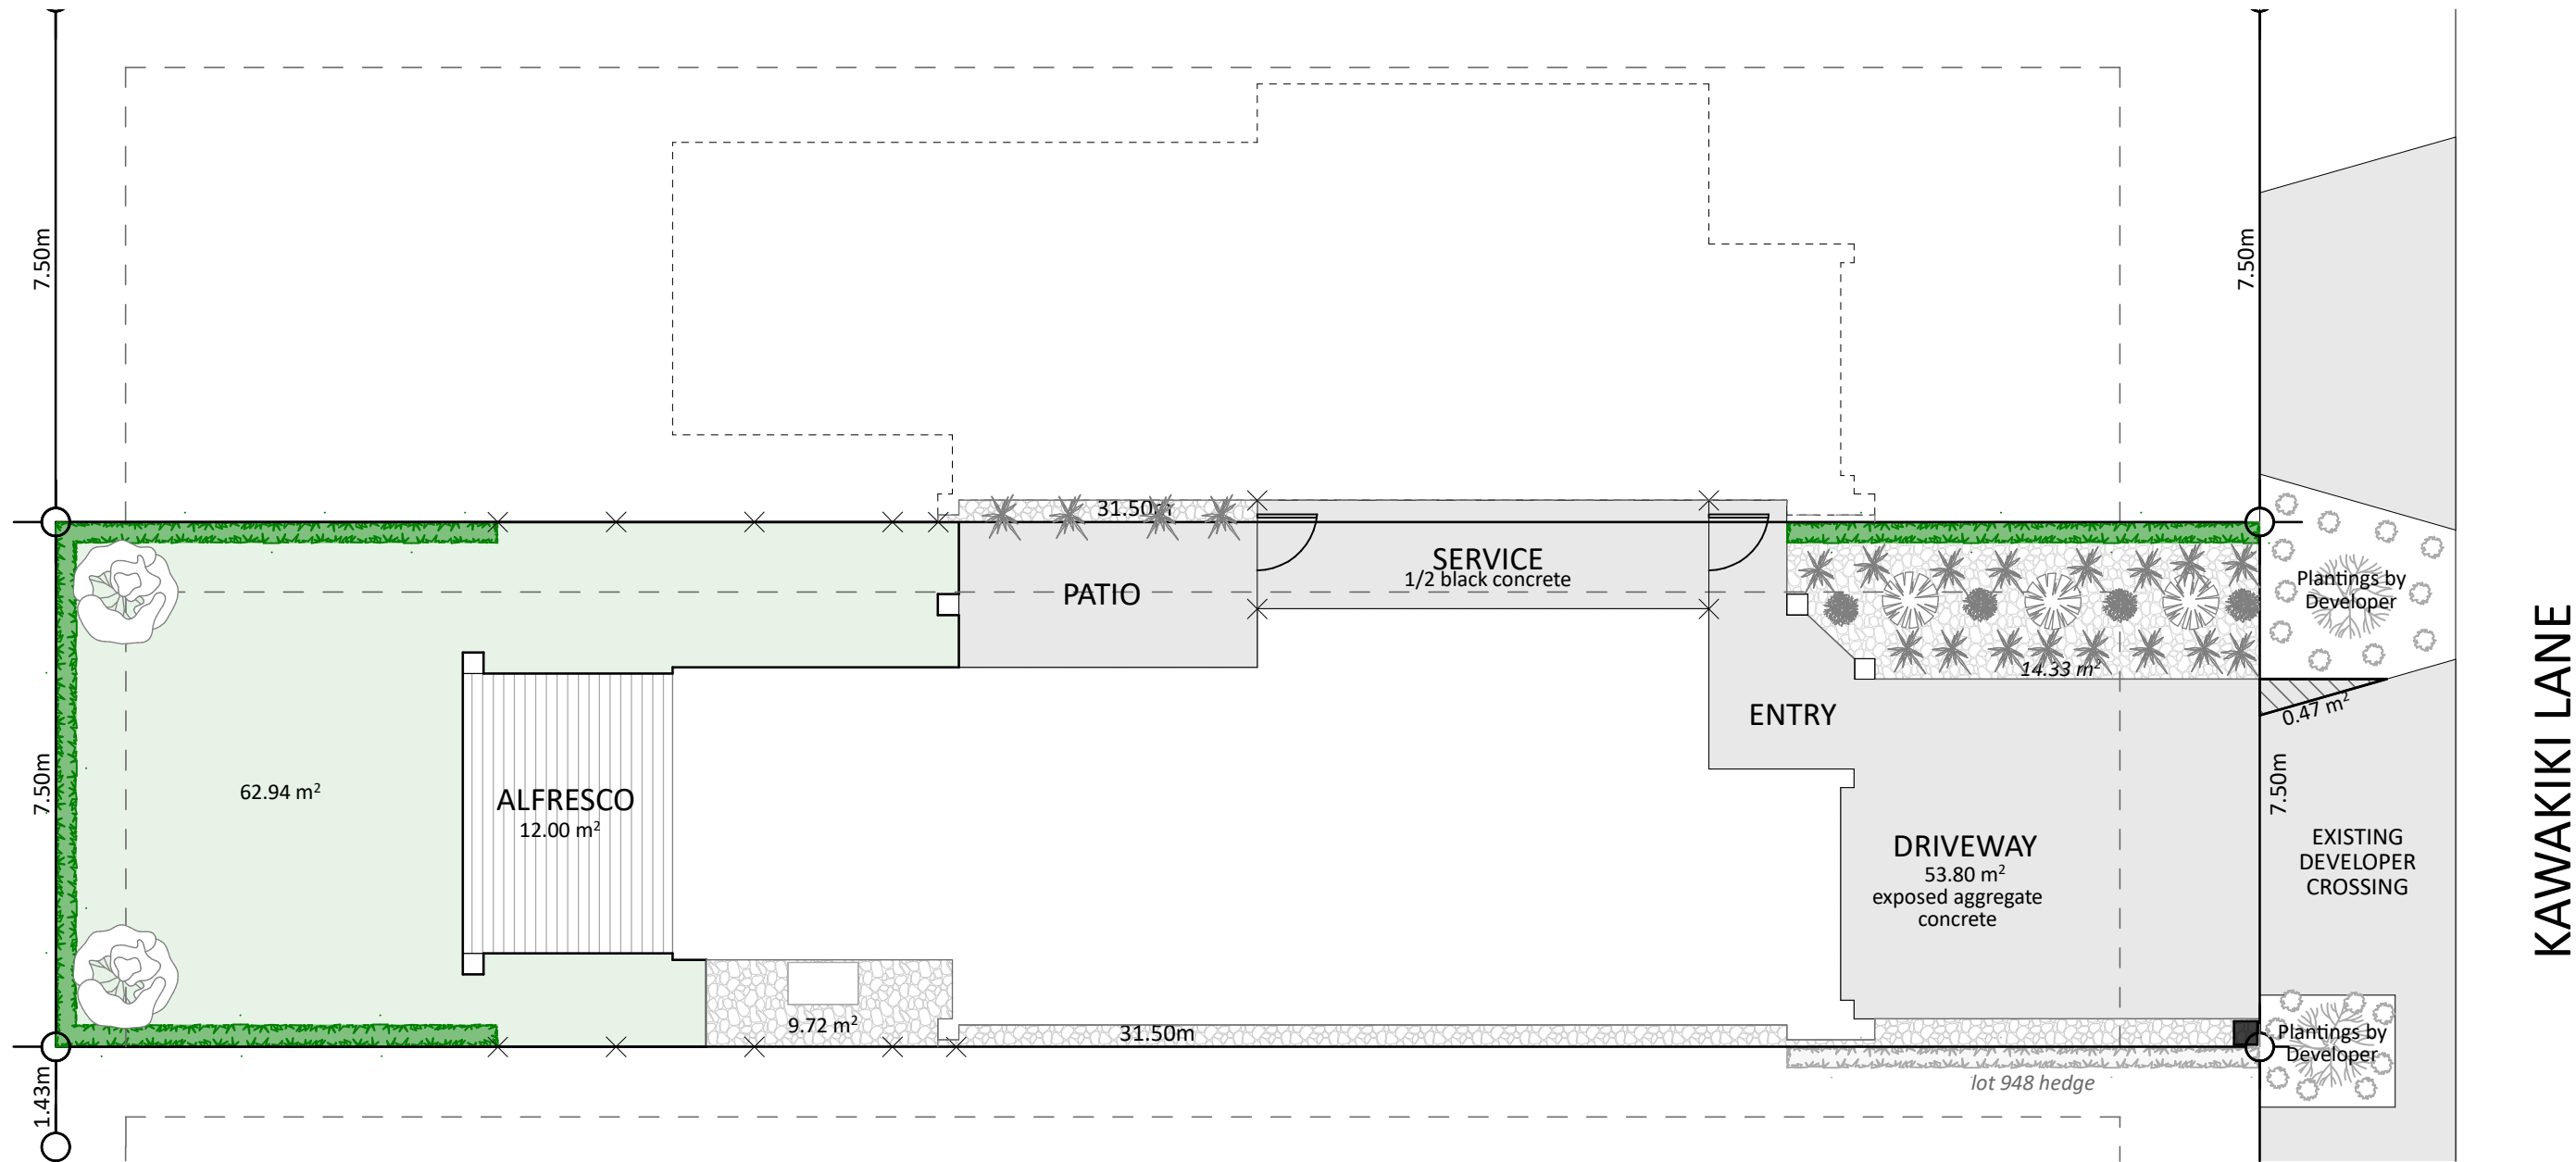 7.50m
7.50m
31.50m
SERVICE
1/2 black concrete
PATIO
Plantings by
Developer
14.33 m²
0.47 m²
ENTRY
7.50m
62.94 m²
ALFRESCO
12.00 m²
7.50m
DRIVEWAY
53.80 m²
exposed aggregate
concrete
EXISTING
DEVELOPER
CROSSING
KAWAKIKI LANE
9.72 m²
31.50m
Plantings by
Developer
lot 948 hedge
1.43m